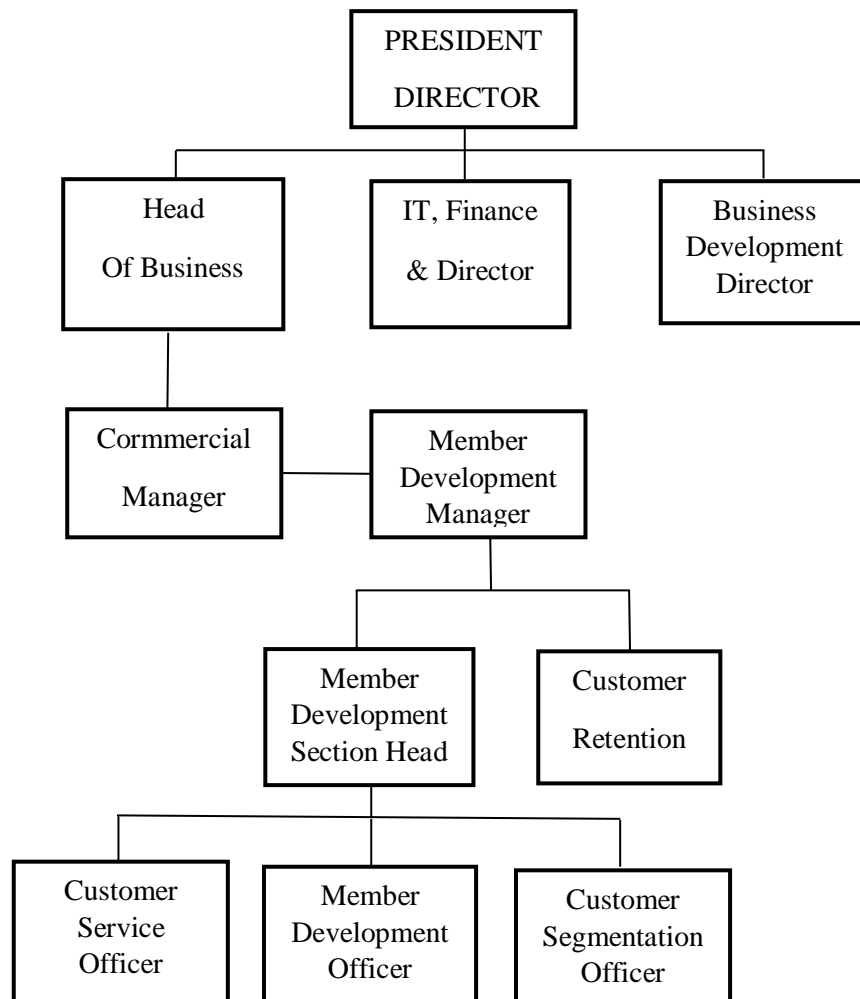 PRESIDENT
DIRECTOR
Head
Of Business
IT, Finance
& Director
Business
Development
Director
Cormmercial
Manager
Member
Development
Manager
Member
Development
Section Head
Customer
Retention
Customer
Service
Officer
Member
Development
Officer
Customer
Segmentation
Officer